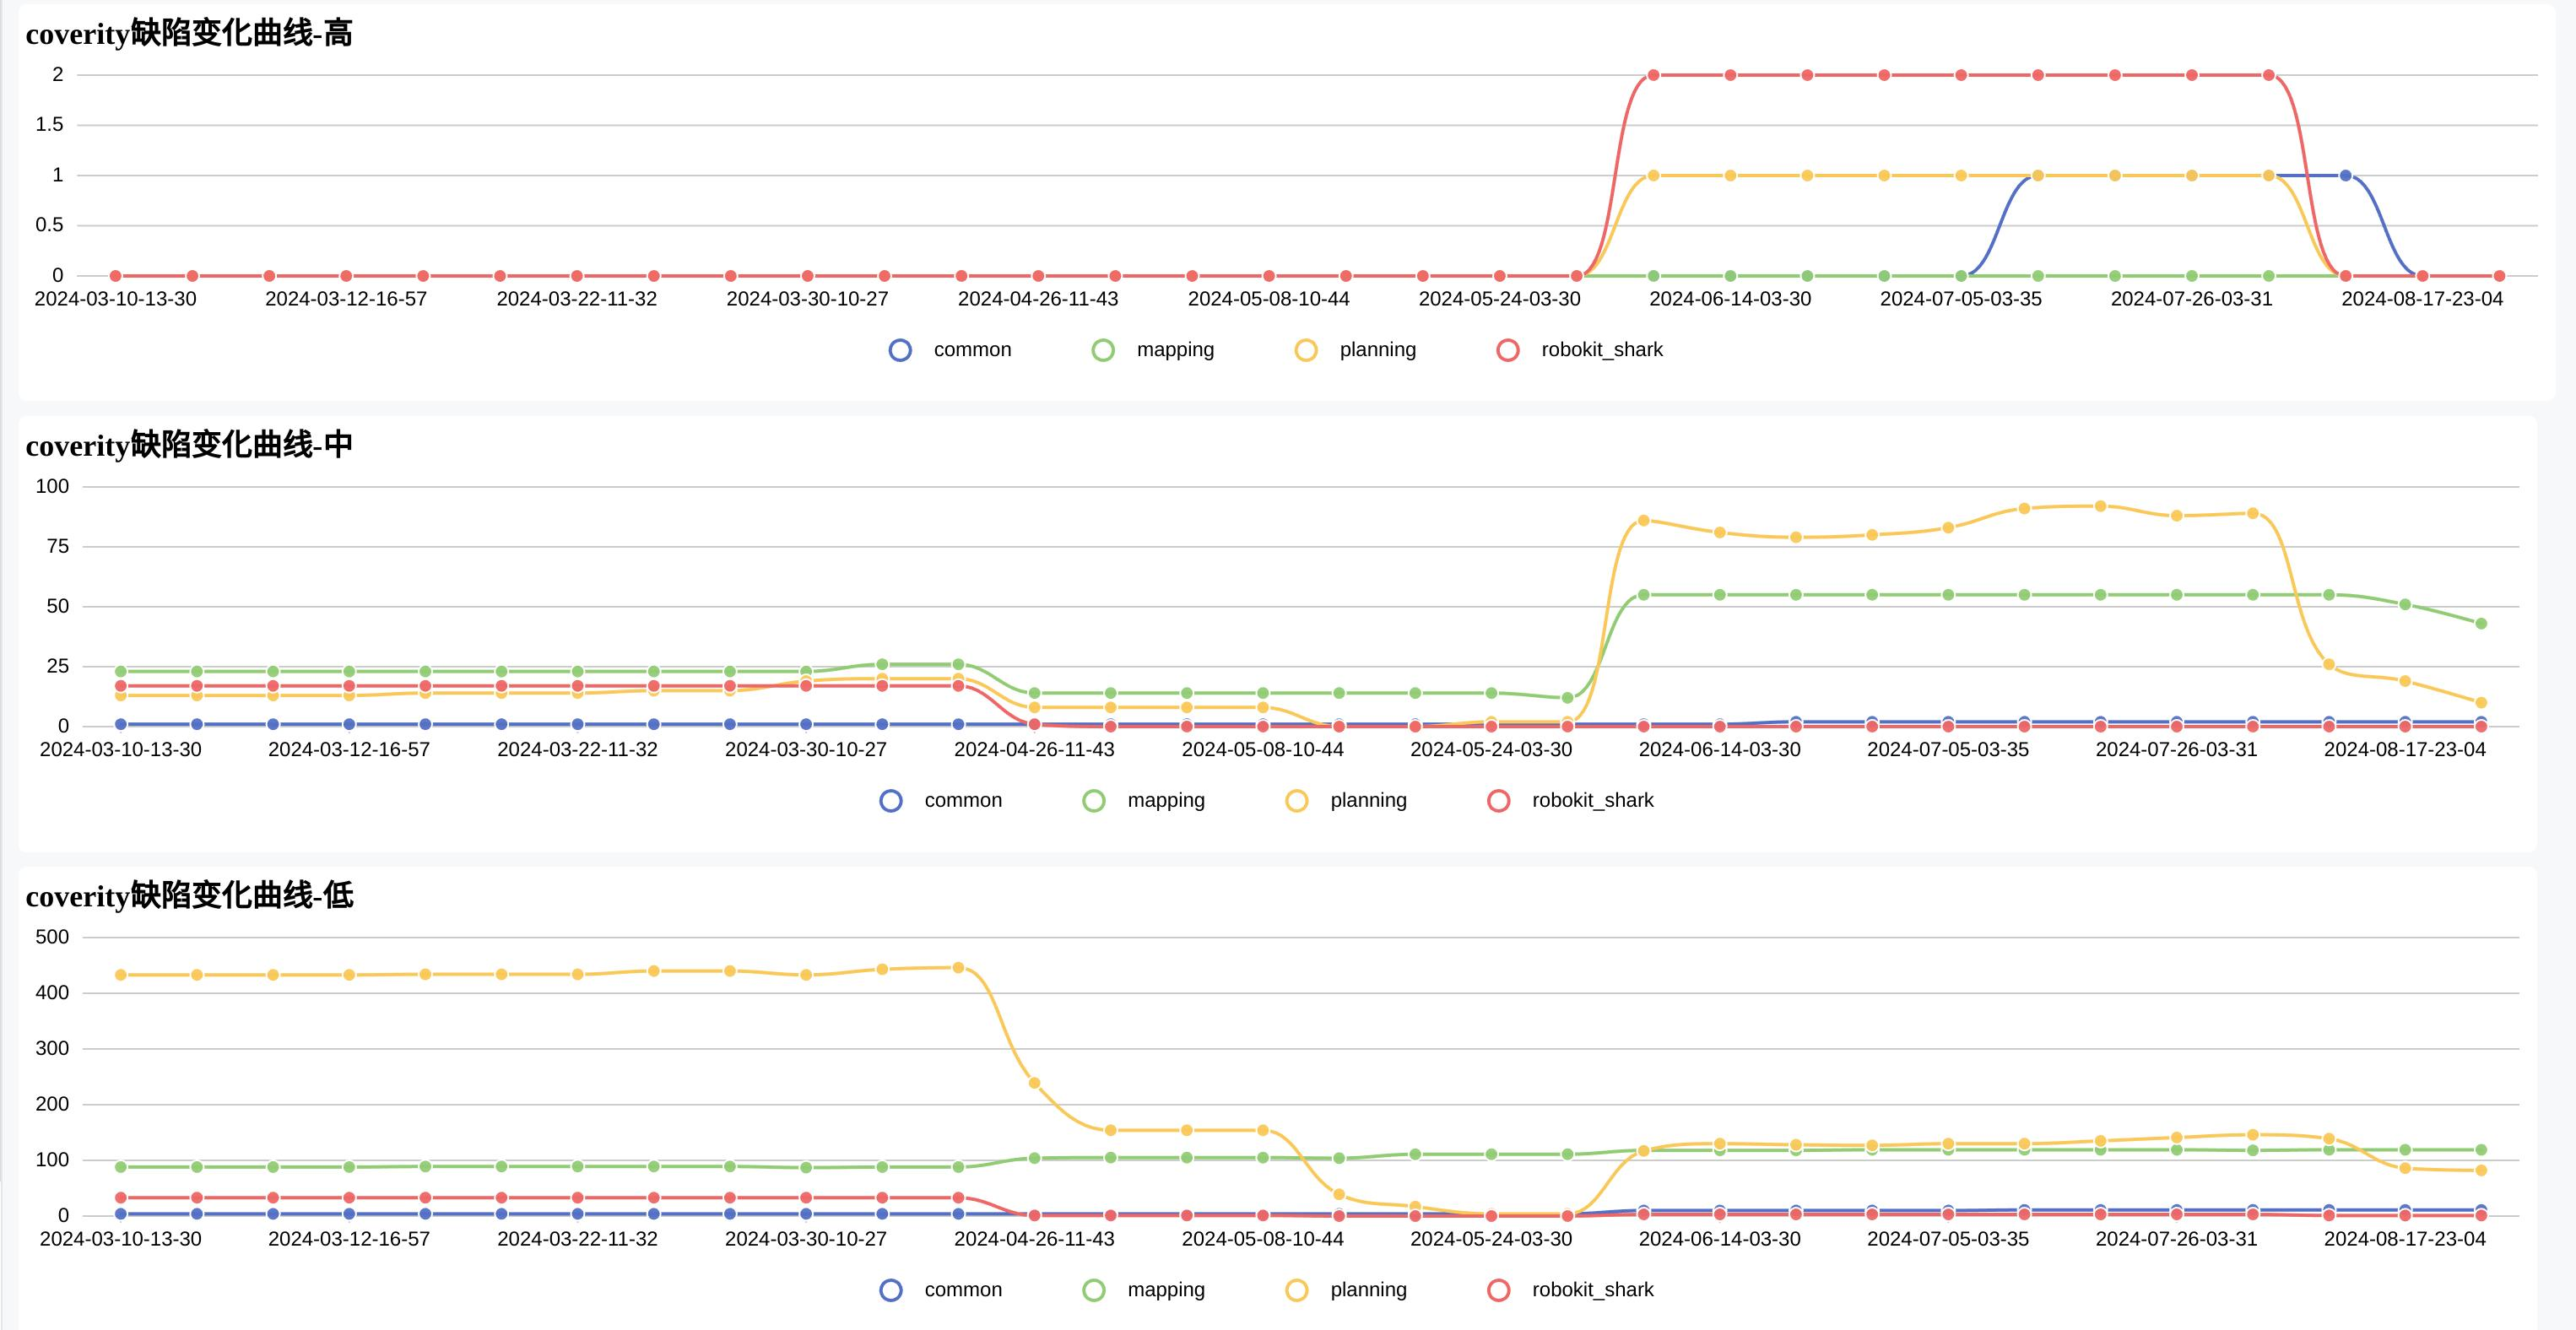 coverity缺陷变化曲线-高
2
1.5
1
0.5
0
2024-03-10-13-30 2024-03-12-16-57 2024-03-22-11-32 2024-03-30-10-27 2024-04-26-11-43 2024-05-08-10-44 2024-05-24-03-30 2024-06-14-03-30 2024-07-05-03-35 2024-07-26-03-31 2024-08-17-23-04
common mapping planning robokit_shark
coverity缺陷变化曲线-中
100
75
50
25
0
2024-03-10-13-30 2024-03-12-16-57 2024-03-22-11-32 2024-03-30-10-27 2024-04-26-11-43 2024-05-08-10-44 2024-05-24-03-30 2024-06-14-03-30 2024-07-05-03-35 2024-07-26-03-31 2024-08-17-23-04
common mapping planning robokit_shark
coverity缺陷变化曲线-低
500
400
300
200
100
0
2024-03-10-13-30 2024-03-12-16-57 2024-03-22-11-32 2024-03-30-10-27 2024-04-26-11-43 2024-05-08-10-44 2024-05-24-03-30 2024-06-14-03-30 2024-07-05-03-35 2024-07-26-03-31 2024-08-17-23-04
common mapping planning robokit_shark